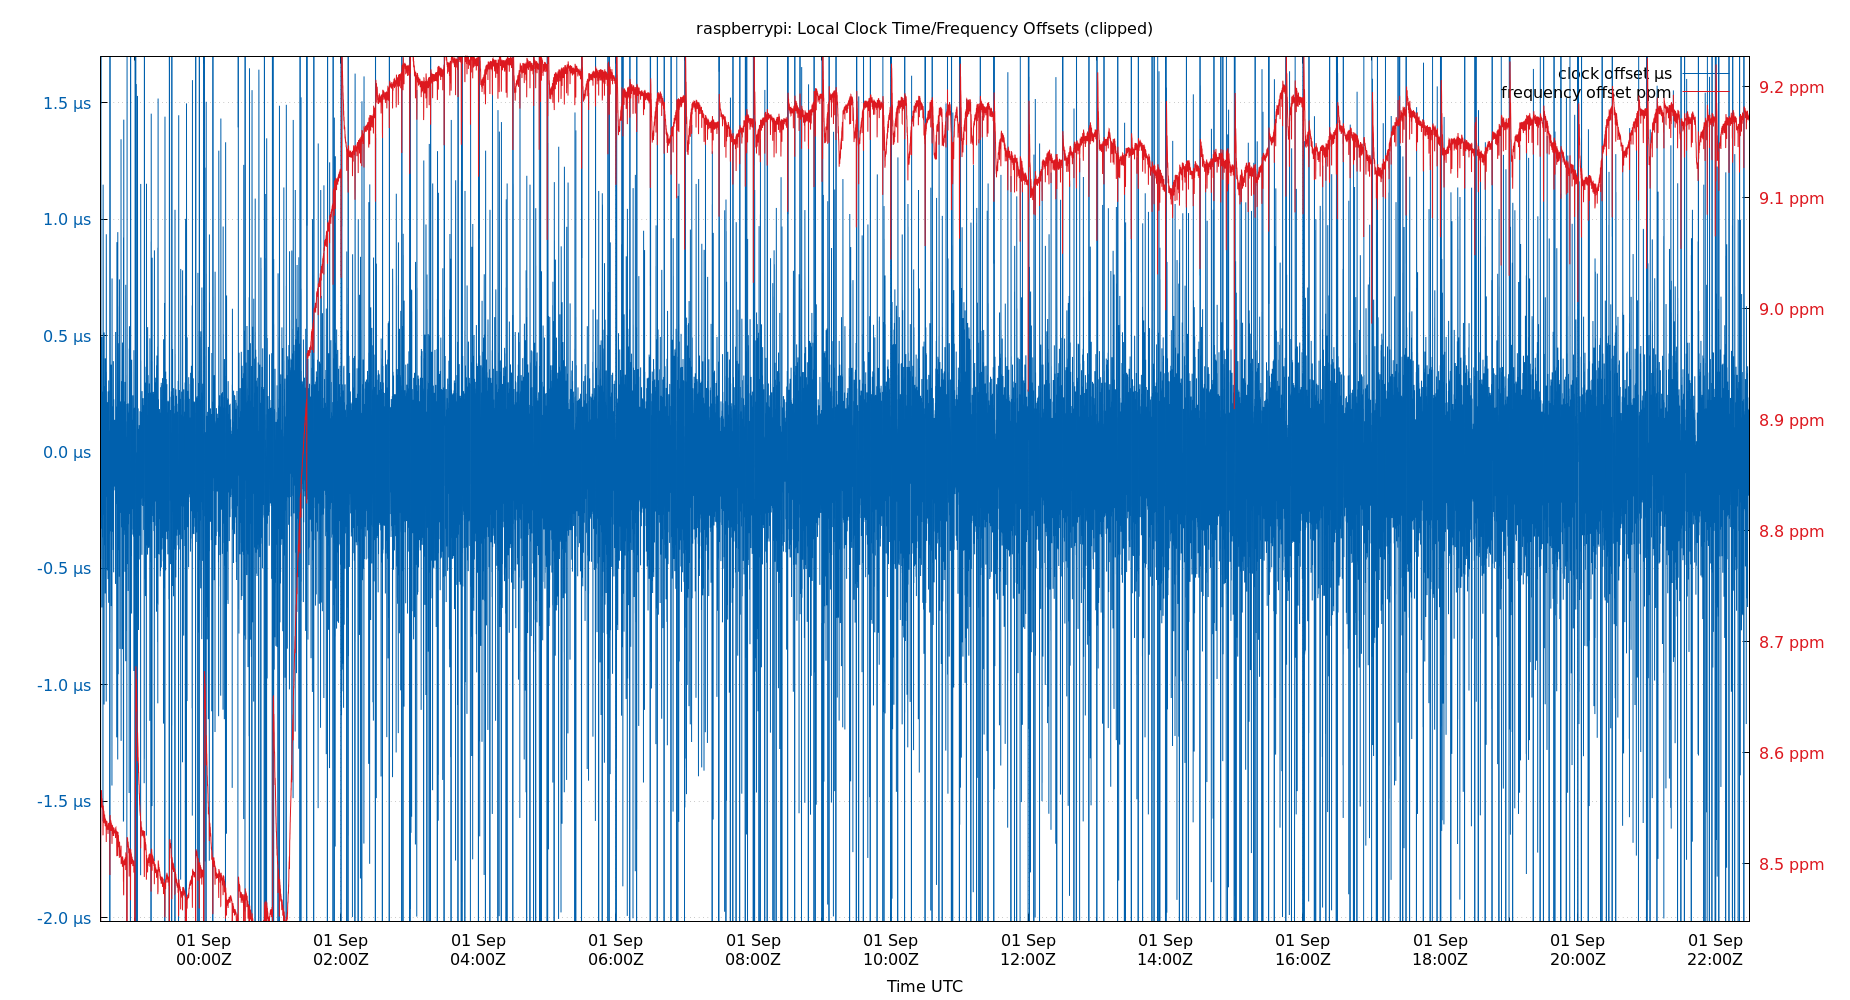 raspberrypi: Local Clock Time/Frequency Offsets (clipped)
clock offset µs
frequency offset ppm
1.5 µs
1.0 µs
0.5 µs
0.0 µs
-0.5 µs
-1.0 µs
-1.5 µs
-2.0 µs
9.2 ppm
9.1 ppm
9.0 ppm
8.9 ppm
8.8 ppm
8.7 ppm
8.6 ppm
8.5 ppm
01 Sep 01 Sep 01 Sep 01 Sep 01 Sep 01 Sep 01 Sep 01 Sep 01 Sep 01 Sep 01 Sep 01 Sep
00:00Z 02:00Z 04:00Z 06:00Z 08:00Z 10:00Z 12:00Z 14:00Z 16:00Z 18:00Z 20:00Z 22:00Z
Time UTC